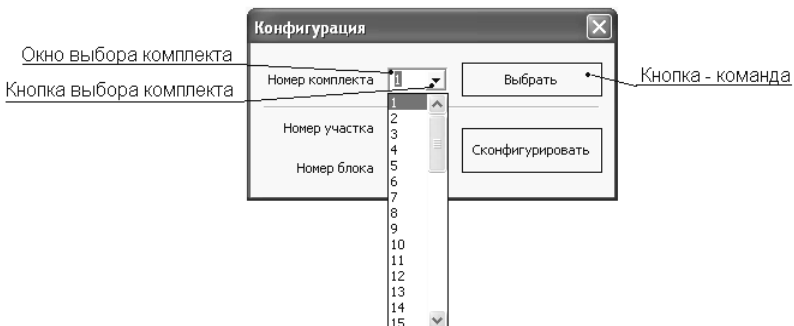 Конфигурация
Окно выбора комплекта
Номер комплекта 1 Выбрать Кнопка - команда
Кнопка выбора комплекта
1
2
Номер участка
3
4
Сконфигурировать
5
Номер блока
6
7
8
9
10
11
12
13
14
15